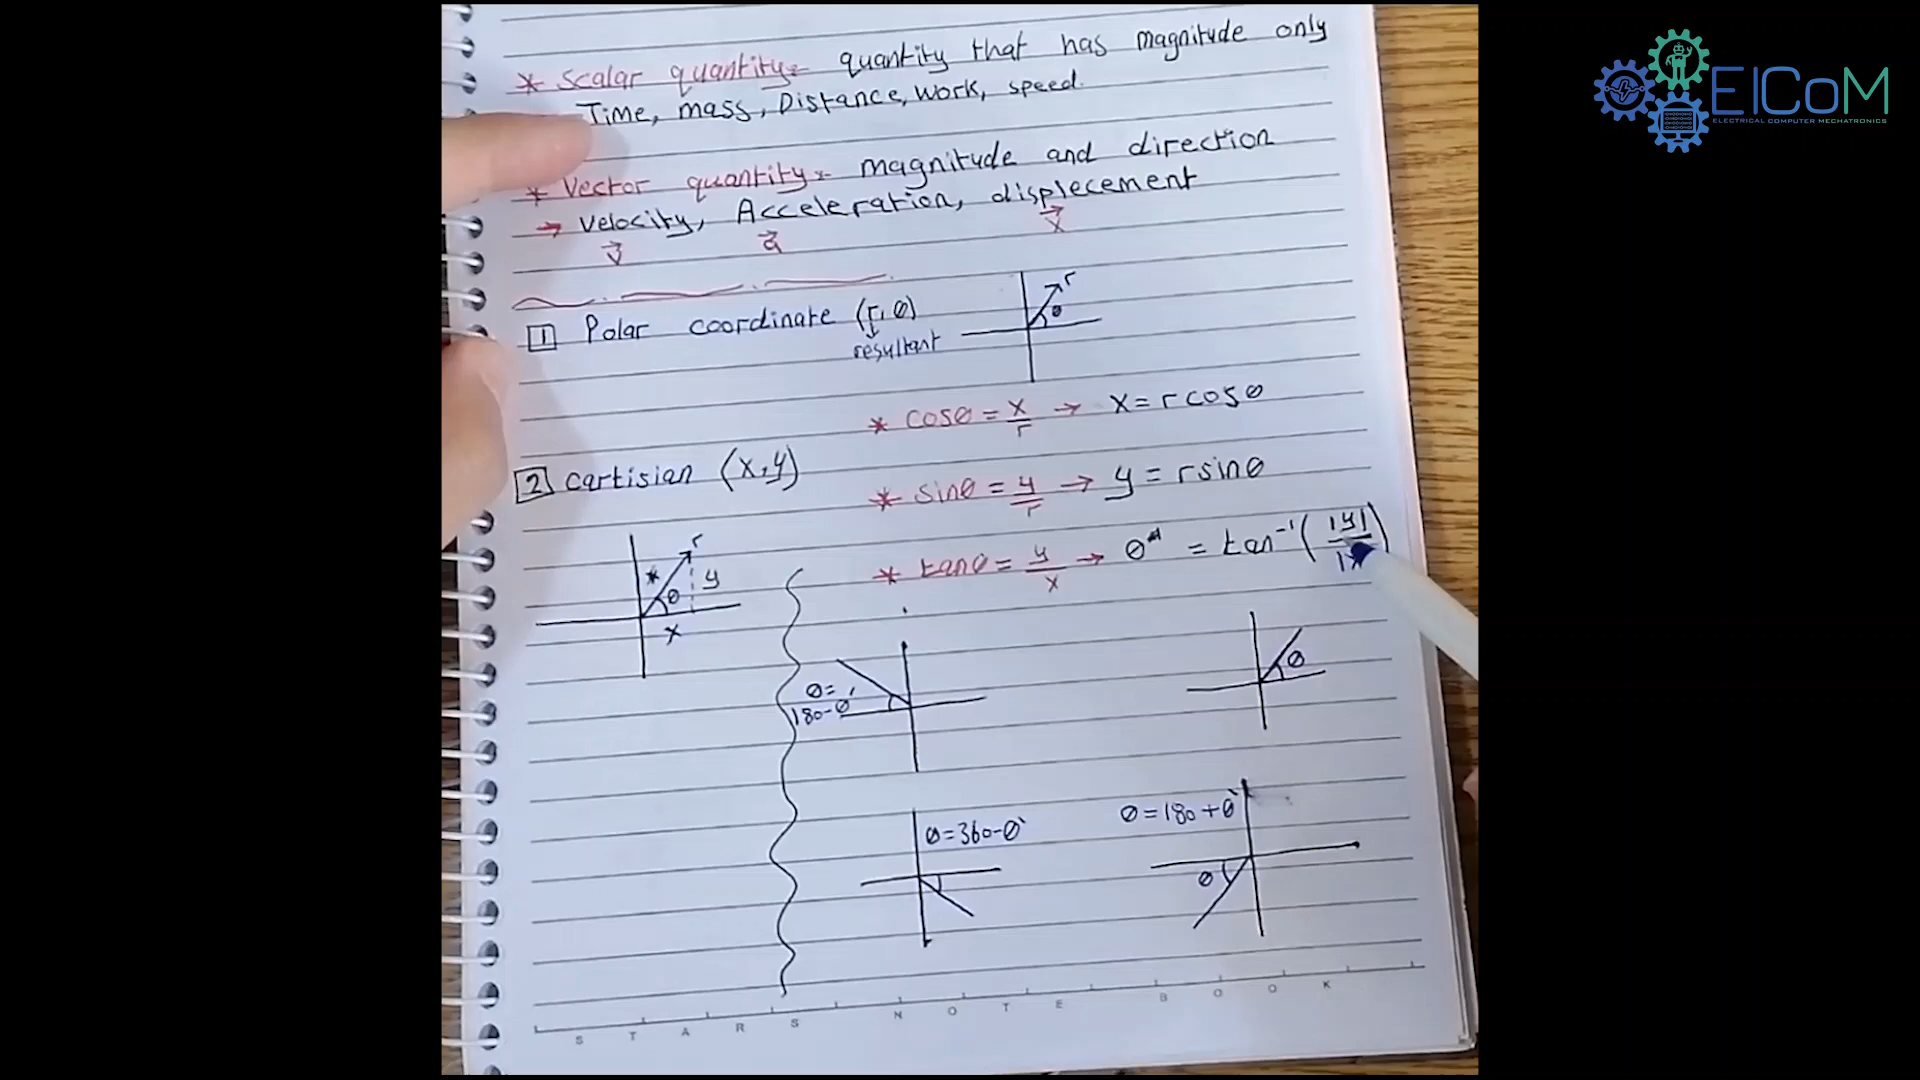 * Scalar quantity= quantity that has magnitude only
Time, mass, Distance, work, speed.
* Vector quantity= magnitude and direction
→ Velocity, Acceleration, displecement
v⃗ a⃗ x⃗
1 Polar coordinate (r, θ)
resultant
r
θ
* cosθ = x/r → x = r cosθ
2 cartisian (x,y)
* sinθ = y/r → y = r sinθ
* tanθ = y/x → θ = tan⁻¹(|y|/|x
r
y
θ
x
θ=
180-θ'
θ
θ=360-θ`
θ=180+θ`
θ
STARS NOTE BOOK
EICoM
ELECTRICAL COMPUTER MECHATRONICS